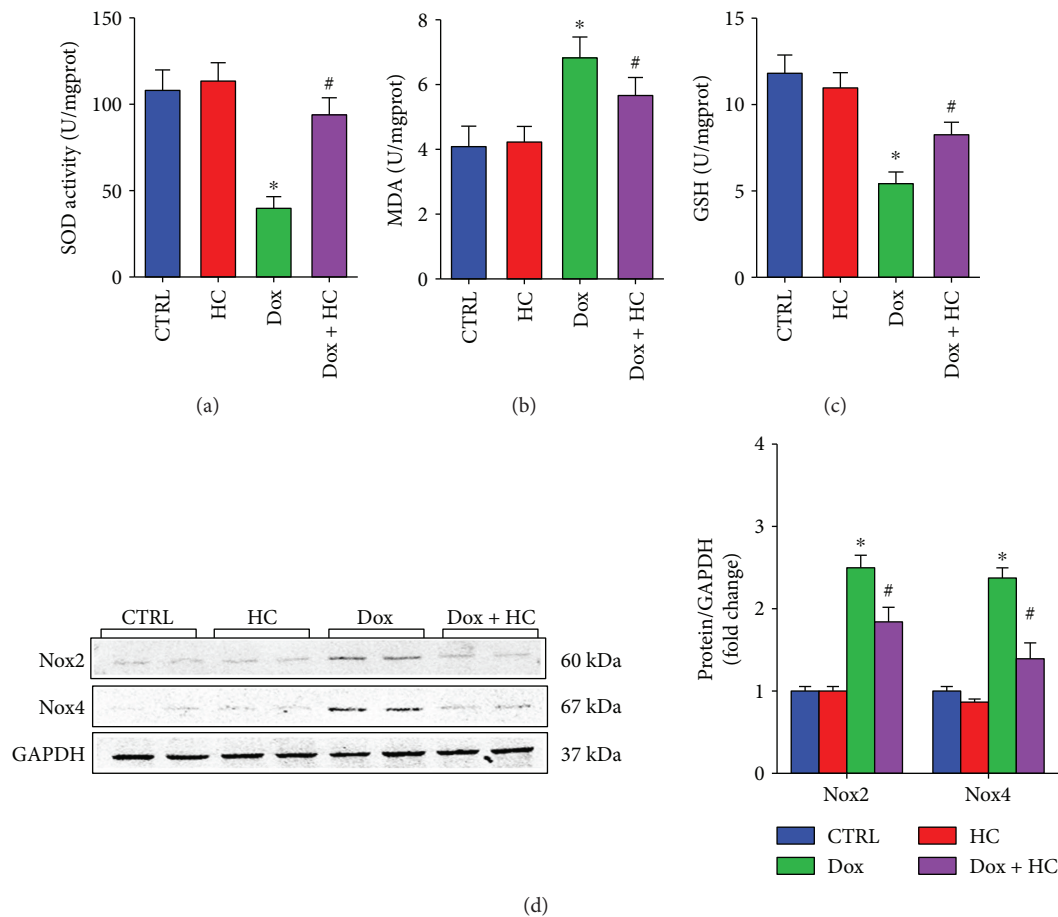 150
100
50
0
SOD activity (U/mgprot)
*
#
CTRL
HC
Dox
Dox + HC
(a)
8
6
4
2
0
MDA (U/mgprot)
*
#
CTRL
HC
Dox
Dox + HC
(b)
15
10
5
0
GSH (U/mgprot)
*
#
CTRL
HC
Dox
Dox + HC
(c)
CTRL HC Dox Dox + HC
Nox2 60 kDa
Nox4 67 kDa
GAPDH 37 kDa
4
3
2
1
0
Protein/GAPDH
(fold change)
* #
* #
Nox2 Nox4
CTRL HC
Dox Dox + HC
(d)